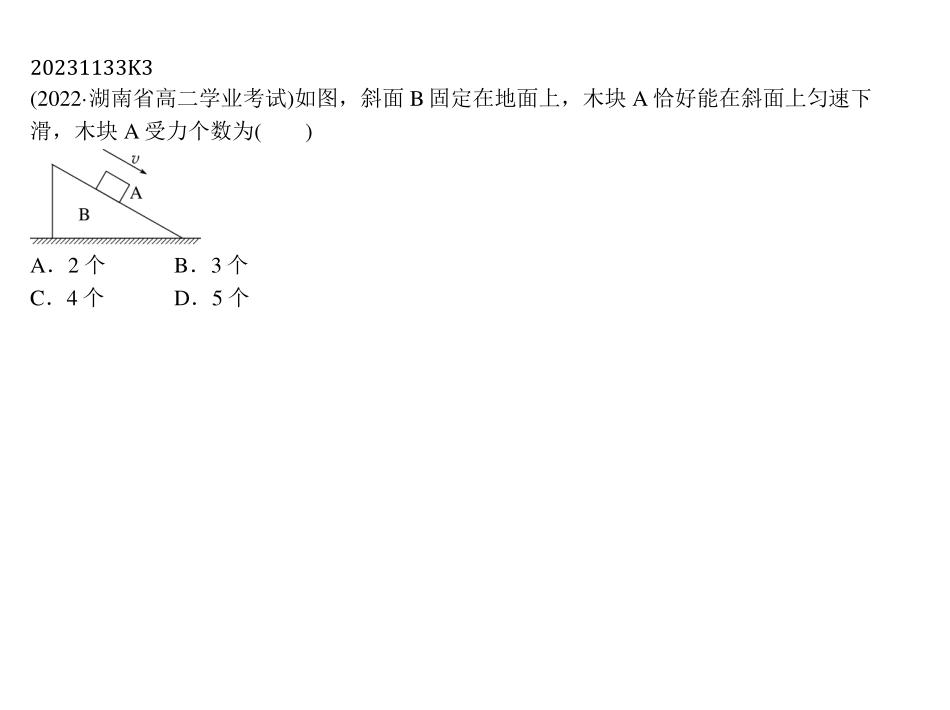 20231133K3
(2022·湖南省高二学业考试)如图，斜面 B 固定在地面上，木块 A 恰好能在斜面上匀速下
滑，木块 A 受力个数为(　　)
v
A
B
A．2 个　　　B．3 个
C．4 个　　　D．5 个